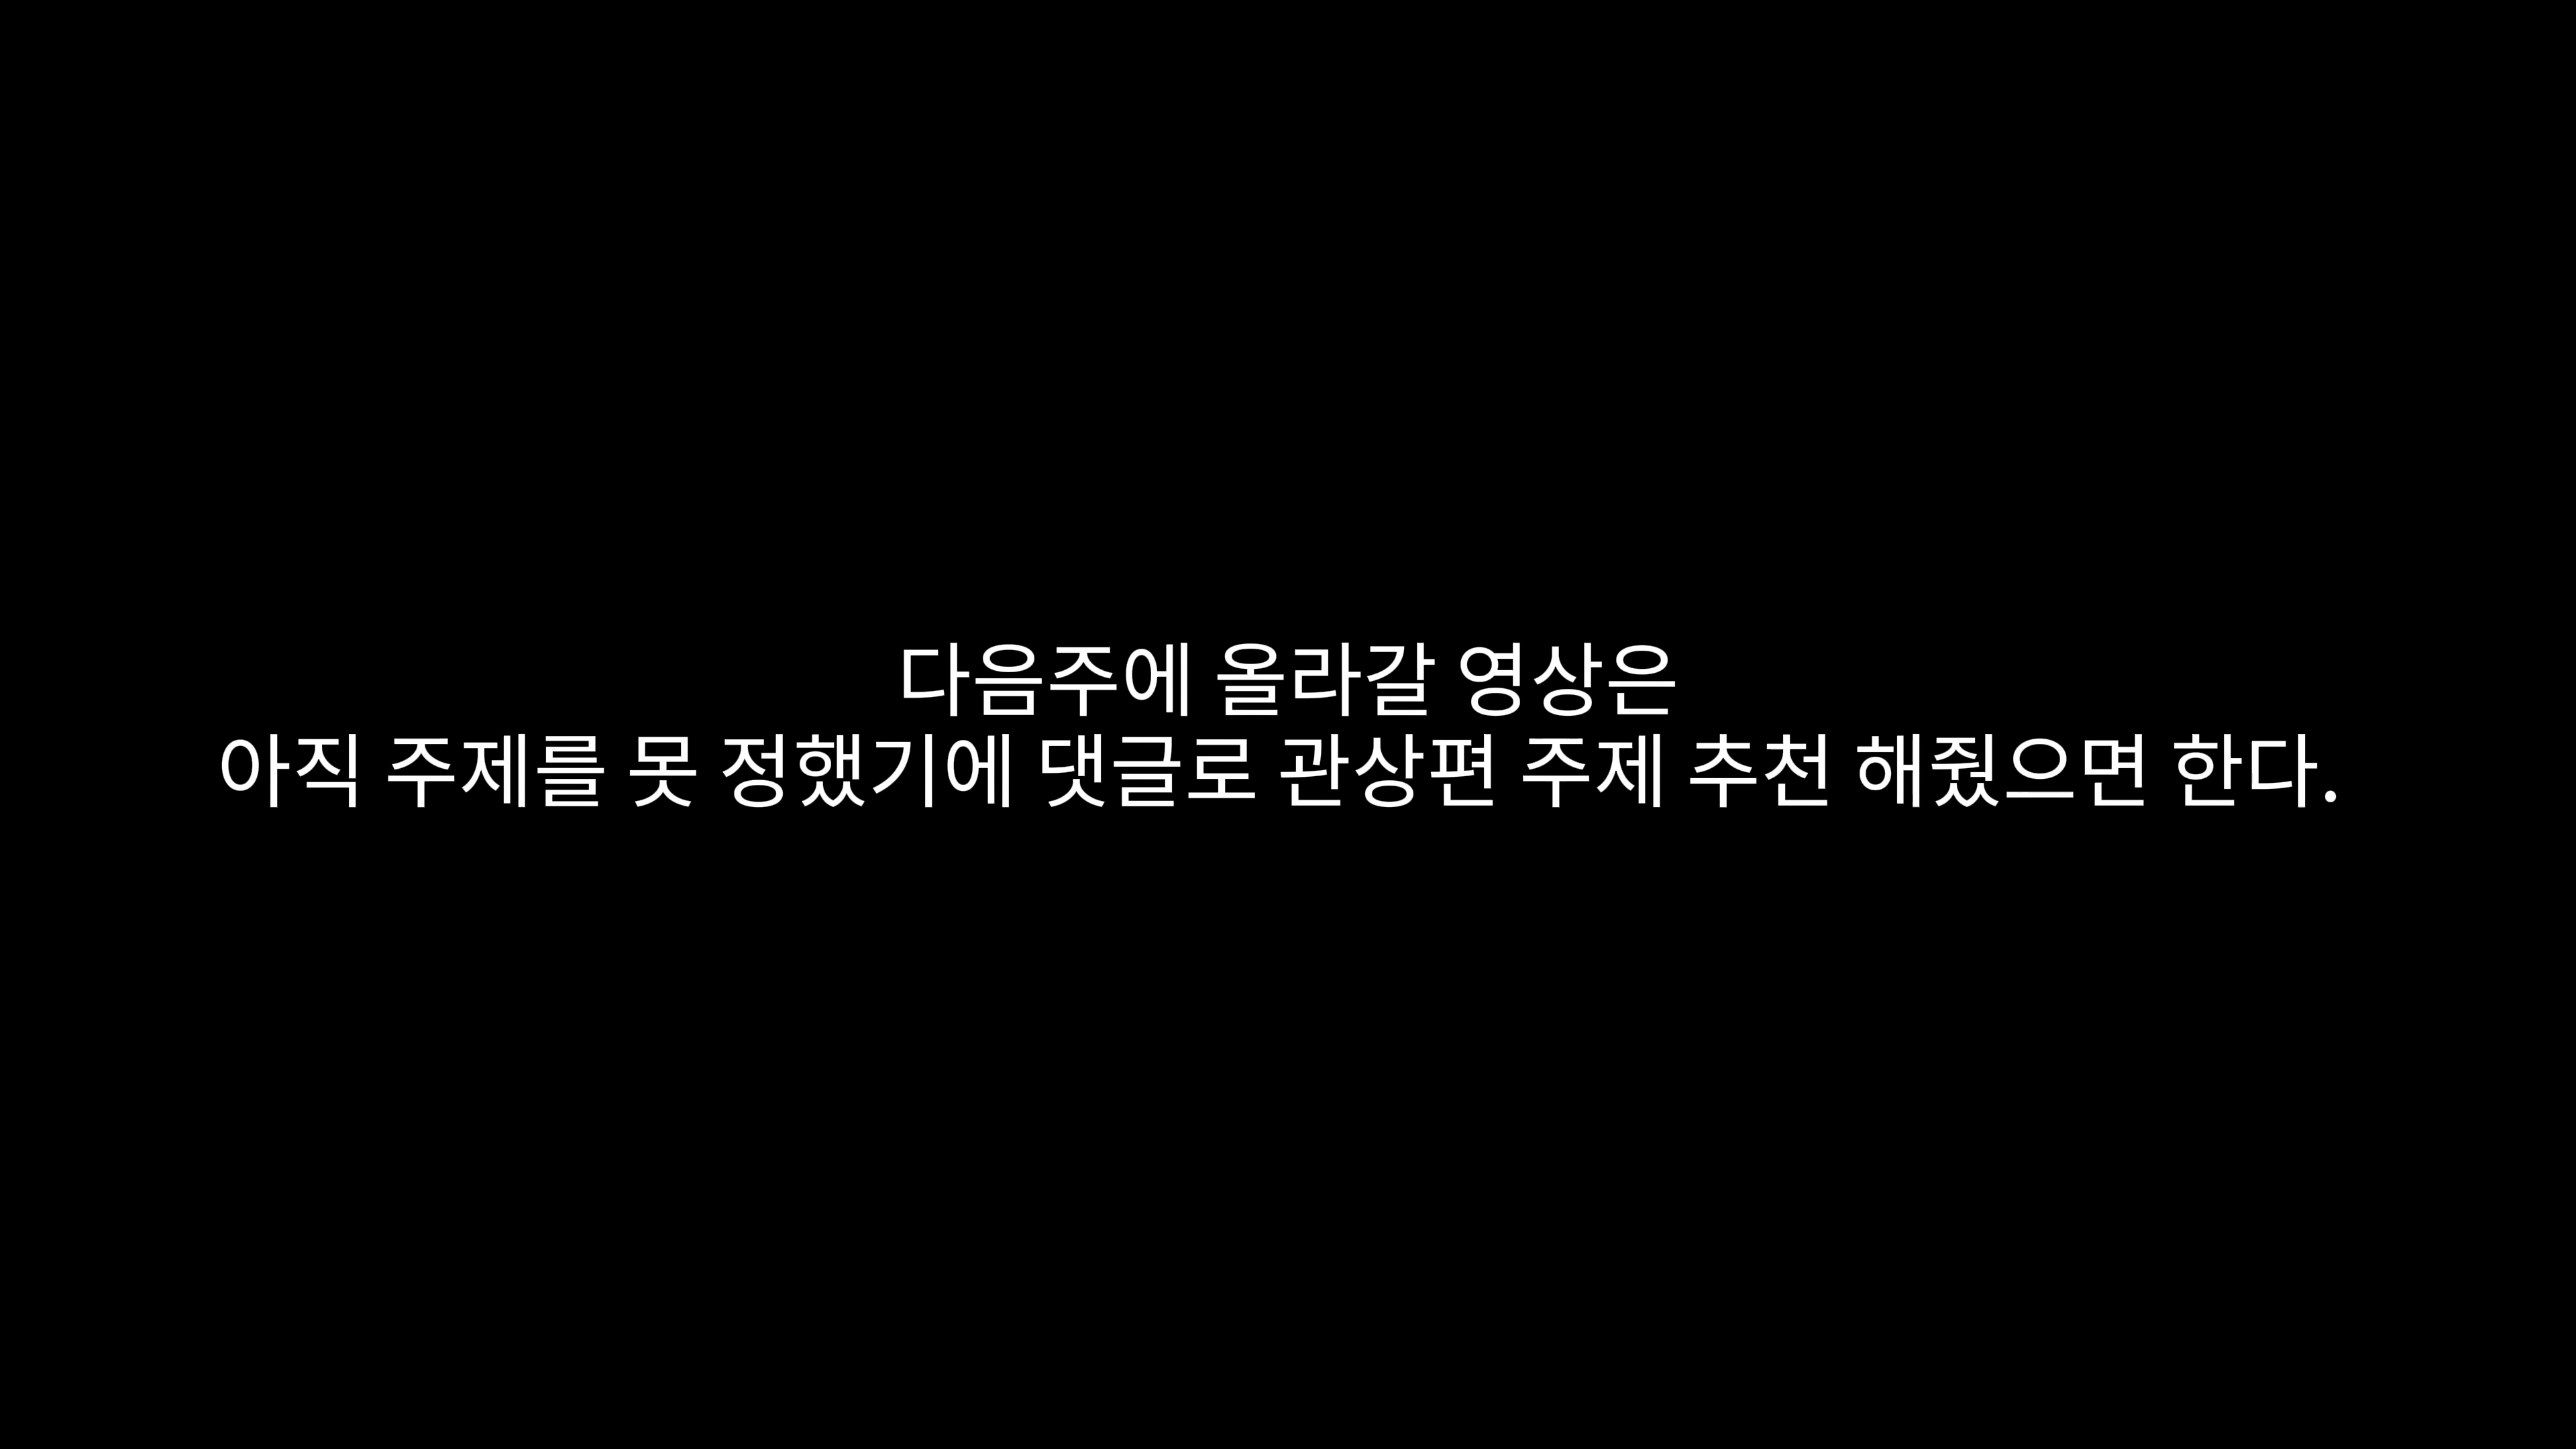 다음주에 올라갈 영상은
아직 주제를 못 정했기에 댓글로 관상편 주제 추천 해줬으면 한다.